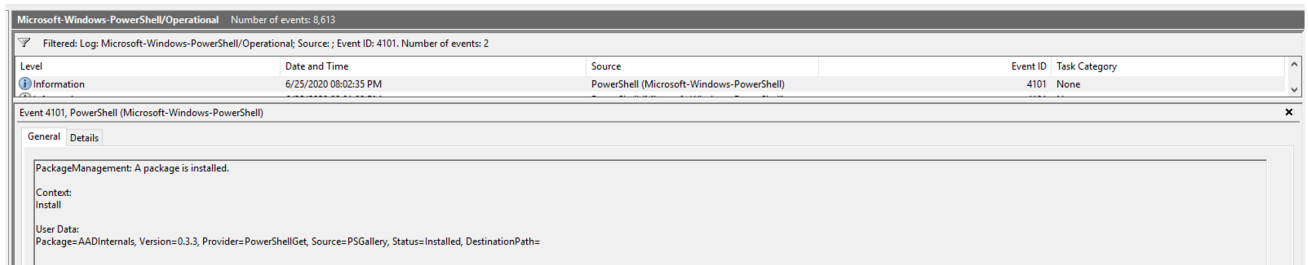 Microsoft-Windows-PowerShell/Operational Number of events: 8,613
Filtered: Log: Microsoft-Windows-PowerShell/Operational; Source: ; Event ID: 4101. Number of events: 2
Level Date and Time Source Event ID Task Category
Information 6/25/2020 08:02:35 PM PowerShell (Microsoft-Windows-PowerShell) 4101 None
Event 4101, PowerShell (Microsoft-Windows-PowerShell)
General Details
PackageManagement: A package is installed.
Context:
Install
User Data:
Package=AADInternals, Version=0.3.3, Provider=PowerShellGet, Source=PSGallery, Status=Installed, DestinationPath=